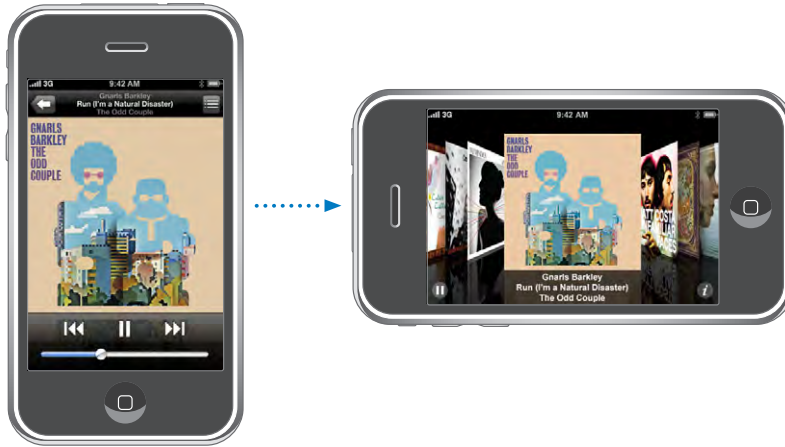 3G 9:42 AM
Gnarls Barkley
Run (I'm a Natural Disaster)
The Odd Couple
GNARLS
BARKLEY
THE
ODD
COUPLE
3G 9:42 AM
GNARLS
BARKLEY
THE
ODD
COUPLE
Gnarls Barkley
Run (I'm a Natural Disaster)
The Odd Couple
i